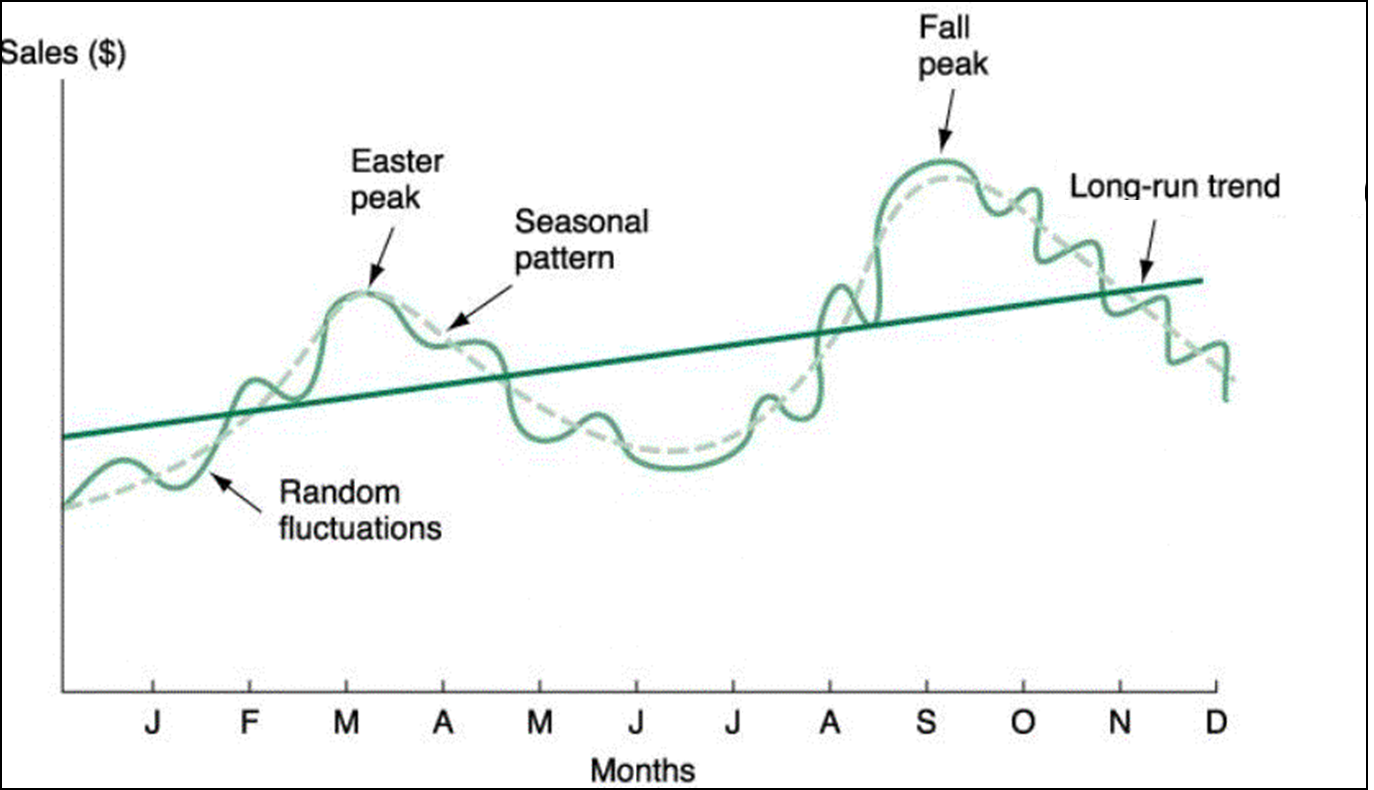 Sales ($)
Fall
peak
Easter
peak
Long-run trend
Seasonal
pattern
Random
fluctuations
J F M A M J J A S O N D
Months